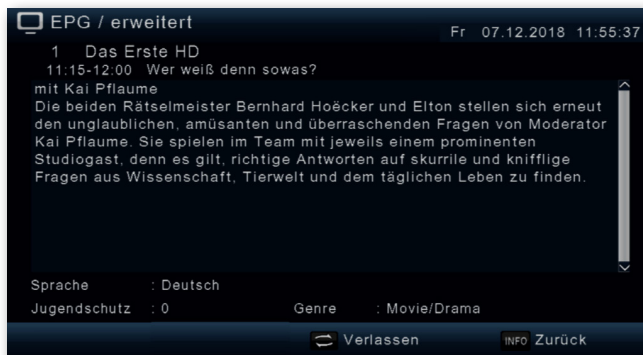 EPG / erweitert
Fr 07.12.2018 11:55:37
1 Das Erste HD
11:15-12:00 Wer weiß denn sowas?
mit Kai Pflaume
Die beiden Rätselmeister Bernhard Hoëcker und Elton stellen sich erneut
den unglaublichen, amüsanten und überraschenden Fragen von Moderator
Kai Pflaume. Sie spielen im Team mit jeweils einem prominenten
Studiogast, denn es gilt, richtige Antworten auf skurrile und knifflige
Fragen aus Wissenschaft, Tierwelt und dem täglichen Leben zu finden.
Sprache : Deutsch
Jugendschutz : 0 Genre : Movie/Drama
Verlassen INFO Zurück